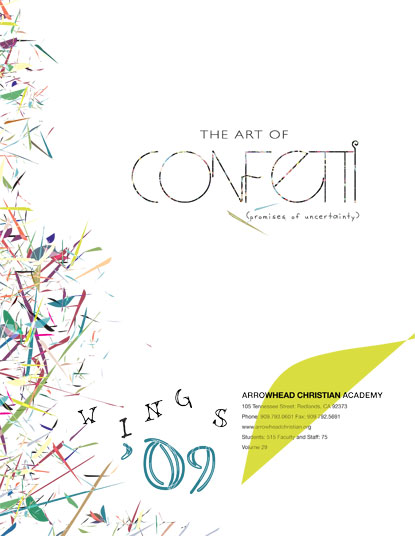 THE ART OF
CONFETTI
(promises of uncertainty)
WINGS
'09
ARROWHEAD CHRISTIAN ACADEMY
105 Tennessee Street Redlands, CA 92373
Phone: 909.793.0601 Fax: 909.792.5691
www.arrowheadchristian.org
Students: 515 Faculty and Staff: 75
Volume 29